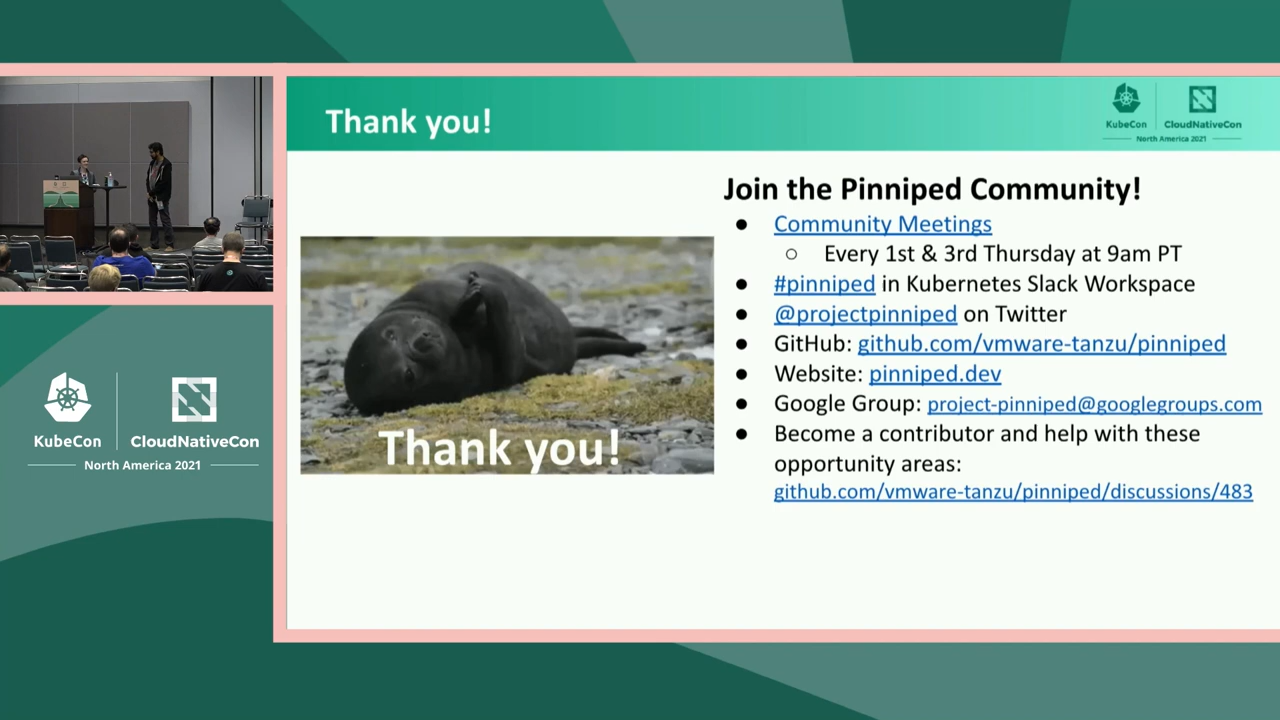 Thank you!
KubeCon
CloudNativeCon
North America 2021
Join the Pinniped Community!
Community Meetings
Every 1st & 3rd Thursday at 9am PT
#pinniped in Kubernetes Slack Workspace
@projectpinniped on Twitter
GitHub: github.com/vmware-tanzu/pinniped
Website: pinniped.dev
Google Group: project-pinniped@googlegroups.com
Become a contributor and help with these
opportunity areas:
github.com/vmware-tanzu/pinniped/discussions/483
Thank you!
KubeCon
CloudNativeCon
North America 2021